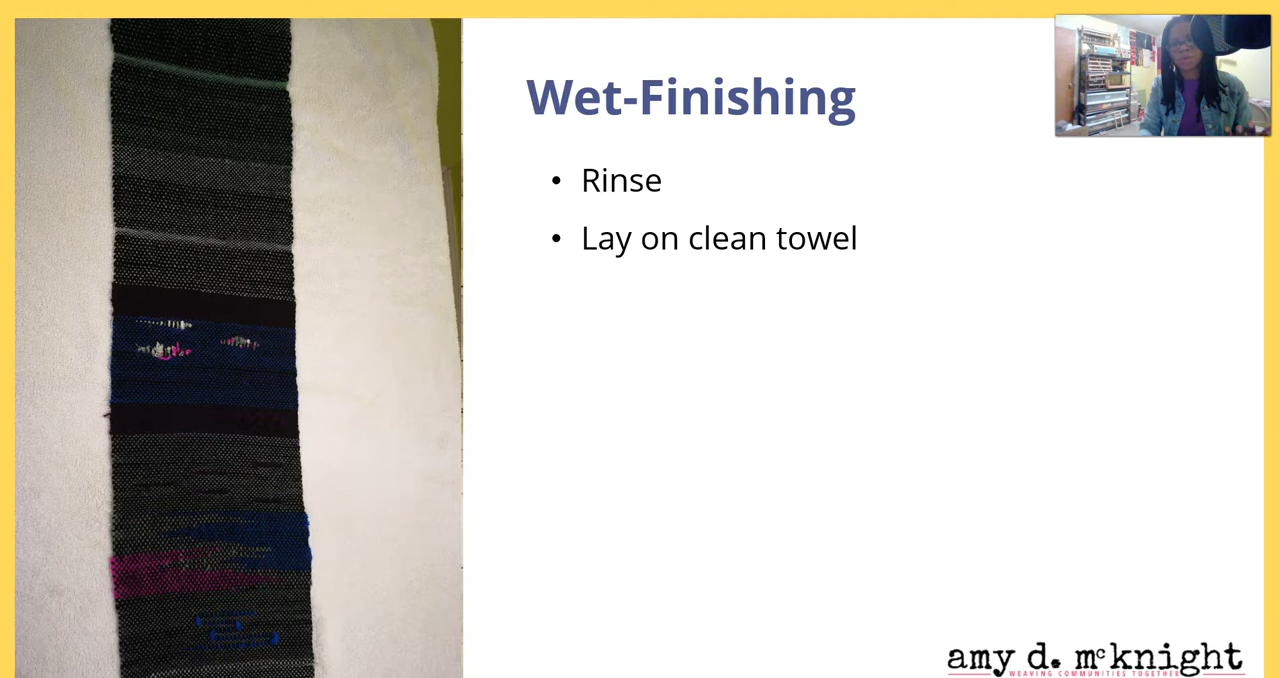 Wet-Finishing
• Rinse
• Lay on clean towel
amy d. mcknight
WEAVING COMMUNITIES TOGETHER